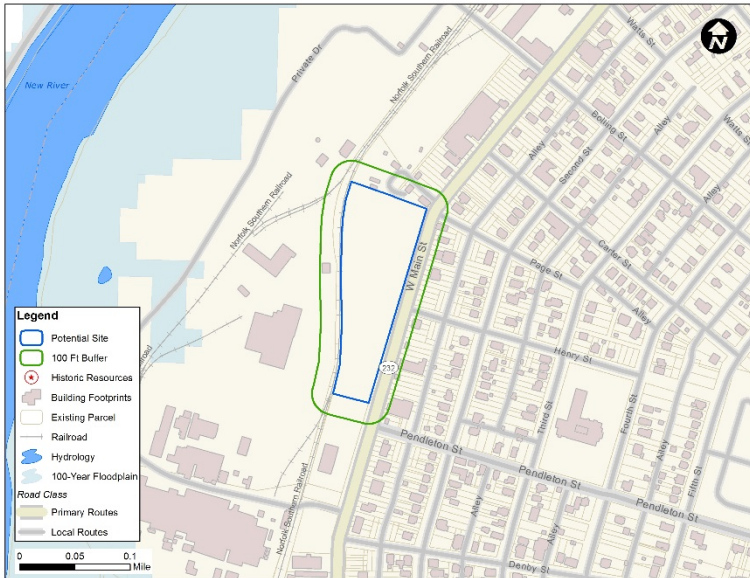 N
Watts St
New River
Private Dr
Norfolk Southern Railroad
Bolling St
Alley
Watts St
Alley
Second St
Alley
Norfolk Southern Railroad
Carter St
W Main St
Page St
Alley
Henry St
232
Third St
Fourth St
Alley
Fifth St
Pendleton St
Pendleton St
Pendleton St
Alley
Alley
Norfolk Southern Railroad
Denby St
Legend
Potential Site
100 Ft Buffer
Historic Resources
Building Footprints
Existing Parcel
Railroad
Hydrology
100-Year Floodplain
Road Class
Primary Routes
Local Routes
0 0.05 0.1
Mile